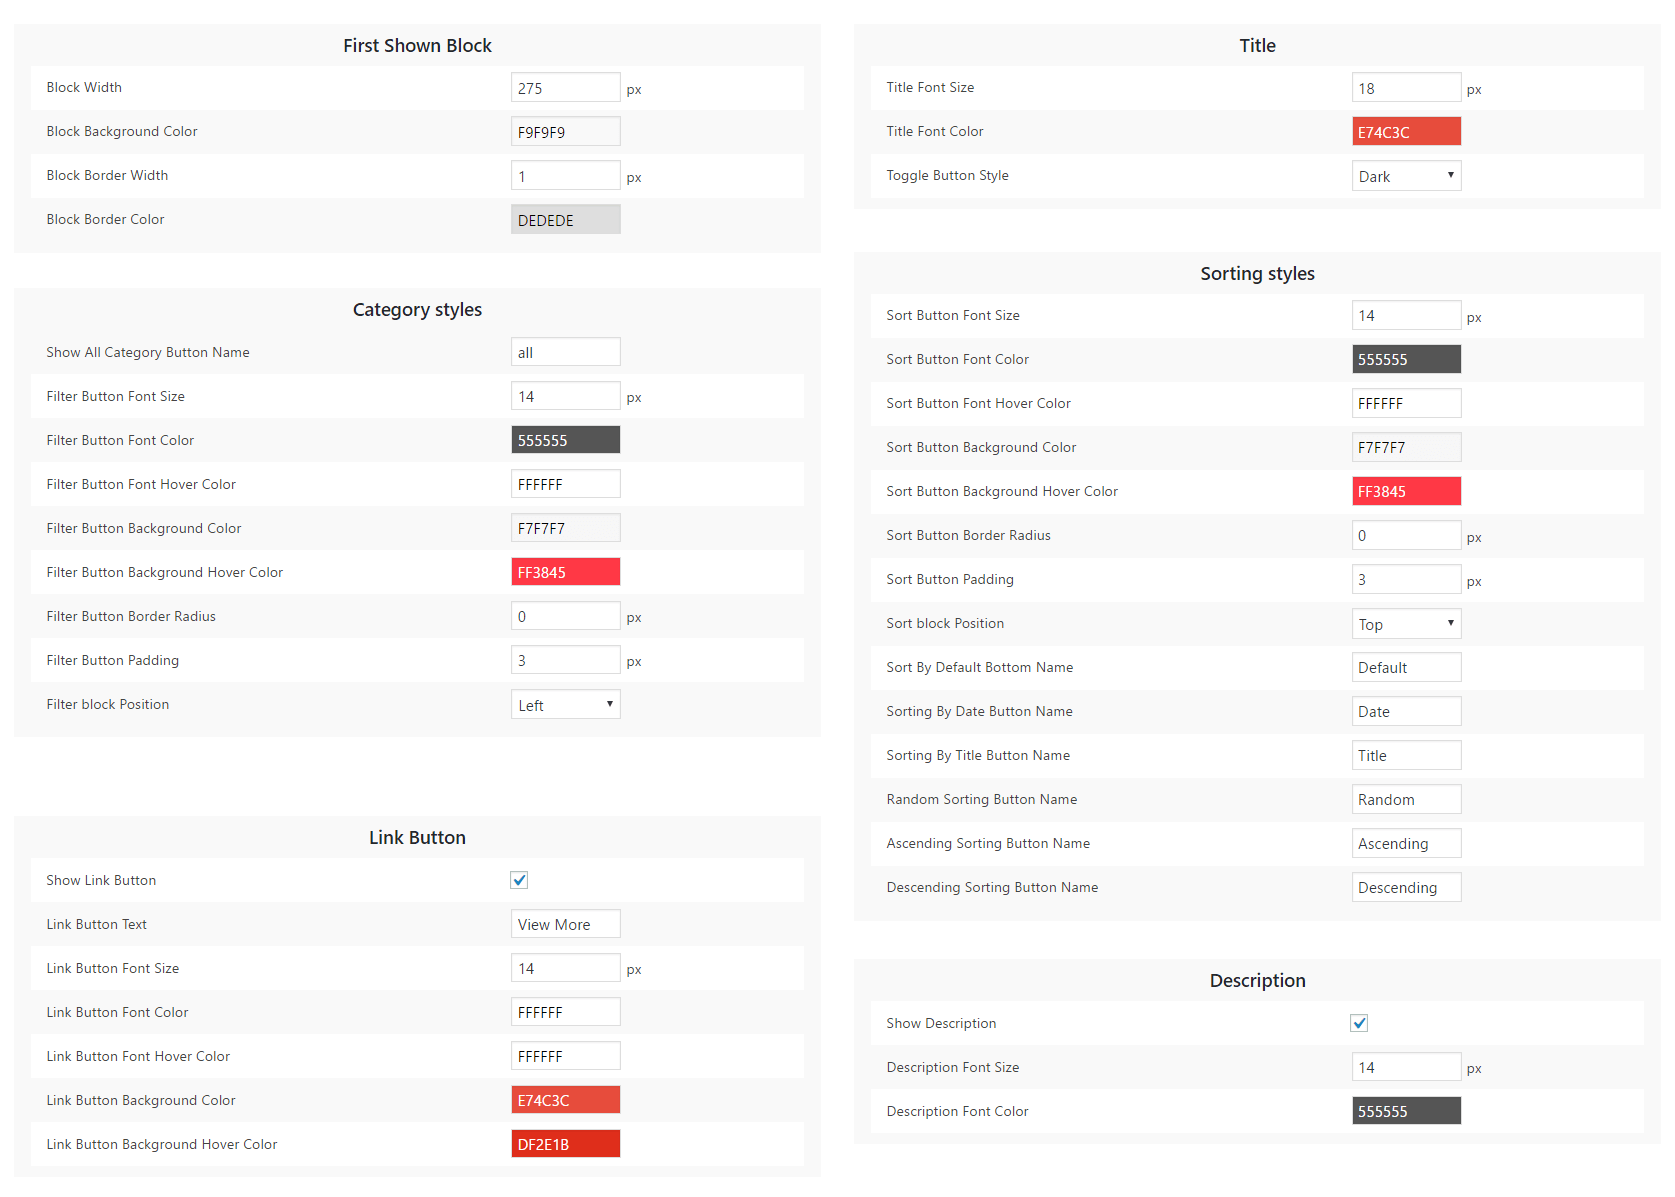 First Shown Block
Block Width 275 px
Block Background Color F9F9F9
Block Border Width 1 px
Block Border Color DEDEDE
Category styles
Show All Category Button Name all
Filter Button Font Size 14 px
Filter Button Font Color 555555
Filter Button Font Hover Color FFFFFF
Filter Button Background Color F7F7F7
Filter Button Background Hover Color FF3845
Filter Button Border Radius 0 px
Filter Button Padding 3 px
Filter block Position Left
Link Button
Show Link Button
Link Button Text View More
Link Button Font Size 14 px
Link Button Font Color FFFFFF
Link Button Font Hover Color FFFFFF
Link Button Background Color E74C3C
Link Button Background Hover Color DF2E1B
Title
Title Font Size 18 px
Title Font Color E74C3C
Toggle Button Style Dark
Sorting styles
Sort Button Font Size 14 px
Sort Button Font Color 555555
Sort Button Font Hover Color FFFFFF
Sort Button Background Color F7F7F7
Sort Button Background Hover Color FF3845
Sort Button Border Radius 0 px
Sort Button Padding 3 px
Sort block Position Top
Sort By Default Bottom Name Default
Sorting By Date Button Name Date
Sorting By Title Button Name Title
Random Sorting Button Name Random
Ascending Sorting Button Name Ascending
Descending Sorting Button Name Descending
Description
Show Description
Description Font Size 14 px
Description Font Color 555555